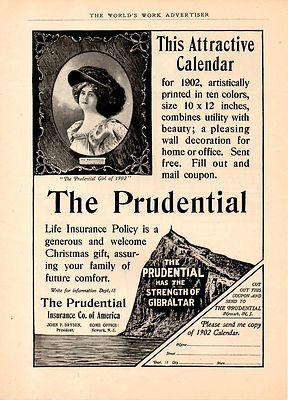 THE WORLD'S WORK ADVERTISER
"The Prudential Girl of 1902"
This Attractive
Calendar
for 1902, artistically
printed in ten colors,
size 10 x 12 inches,
combines utility with
beauty; a pleasing
wall decoration for
home or office. Sent
free. Fill out and
mail coupon.
The Prudential
Life Insurance Policy is a
generous and welcome
Christmas gift, assur-
ing your family of
future comfort.
Write for information Dept. 15
The Prudential
Insurance Co. of America
JOHN F. DRYDEN,
President.
HOME OFFICE:
Newark, N. J.
THE
PRUDENTIAL
HAS THE
STRENGTH OF
GIBRALTAR
CUT
OUT THIS
COUPON AND
SEND TO
THE PRUDENTIAL
Newark, N. J.
Please send me copy
of 1902 Calendar.
Name
Street
Dept. 15 City State